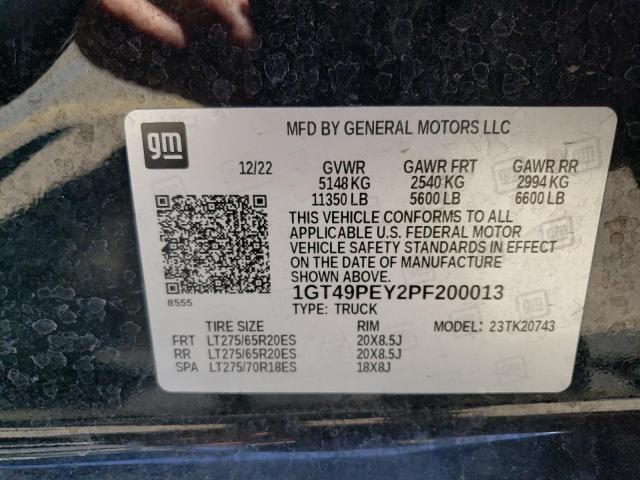 gm
MFD BY GENERAL MOTORS LLC
12/22 GVWR GAWR FRT GAWR RR
5148 KG 2540 KG 2994 KG
11350 LB 5600 LB 6600 LB
THIS VEHICLE CONFORMS TO ALL
APPLICABLE U.S. FEDERAL MOTOR
VEHICLE SAFETY STANDARDS IN EFFECT
ON THE DATE OF MANUFACTURE
SHOWN ABOVE.
8555
1GT49PEY2PF200013
TYPE: TRUCK
TIRE SIZE RIM MODEL: 23TK20743
FRT LT275/65R20ES 20X8.5J
RR LT275/65R20ES 20X8.5J
SPA LT275/70R18ES 18X8J